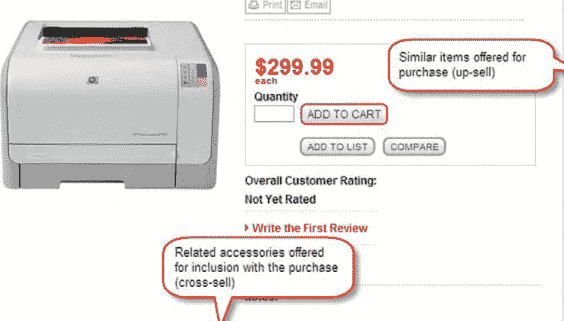 Print Email
$299.99
each
Quantity
ADD TO CART
ADD TO LIST COMPARE
Similar items offered for
purchase (up-sell)
Overall Customer Rating:
Not Yet Rated
Write the First Review
Related accessories offered
for inclusion with the purchase
(cross-sell)
hp